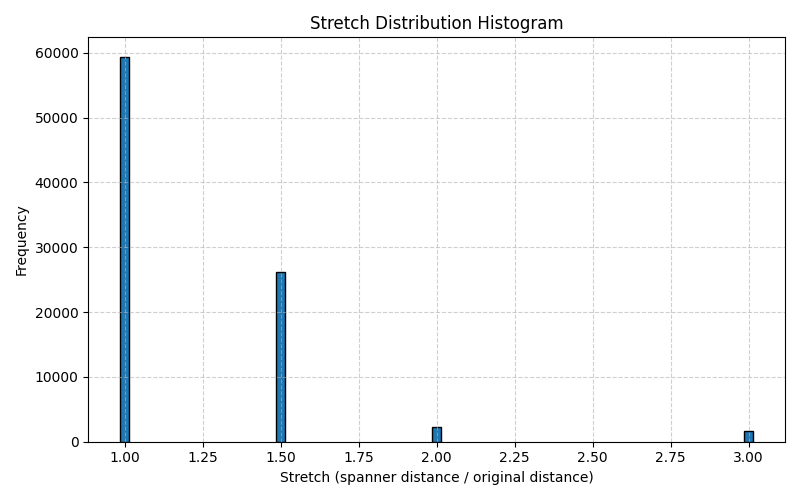 Stretch Distribution Histogram
Frequency
60000
50000
40000
30000
20000
10000
0
1.00 1.25 1.50 1.75 2.00 2.25 2.50 2.75 3.00
Stretch (spanner distance / original distance)